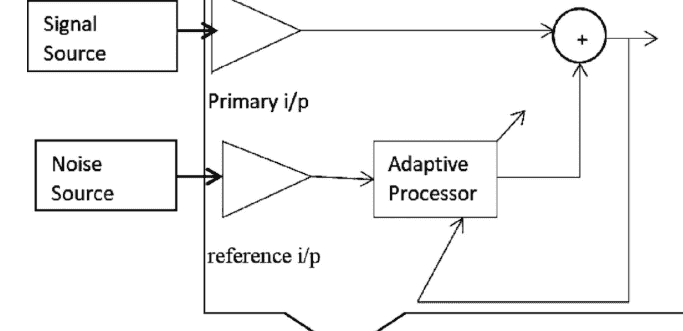 Signal
Source
+
Primary i/p
Noise
Source
Adaptive
Processor
reference i/p